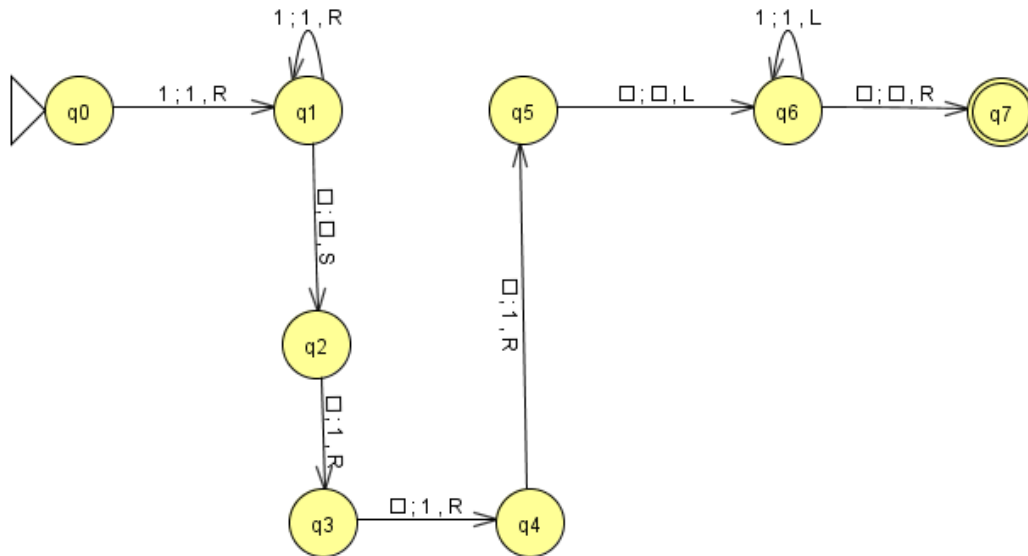 1 ; 1 , R
1 ; 1 , L
q0
1 ; 1 , R
q1
q5
□ ; □ , L
q6
□ ; □ , R
q7
□ ; □ , S
□ ; 1 , R
q2
□ ; 1 , R
q3
□ ; 1 , R
q4